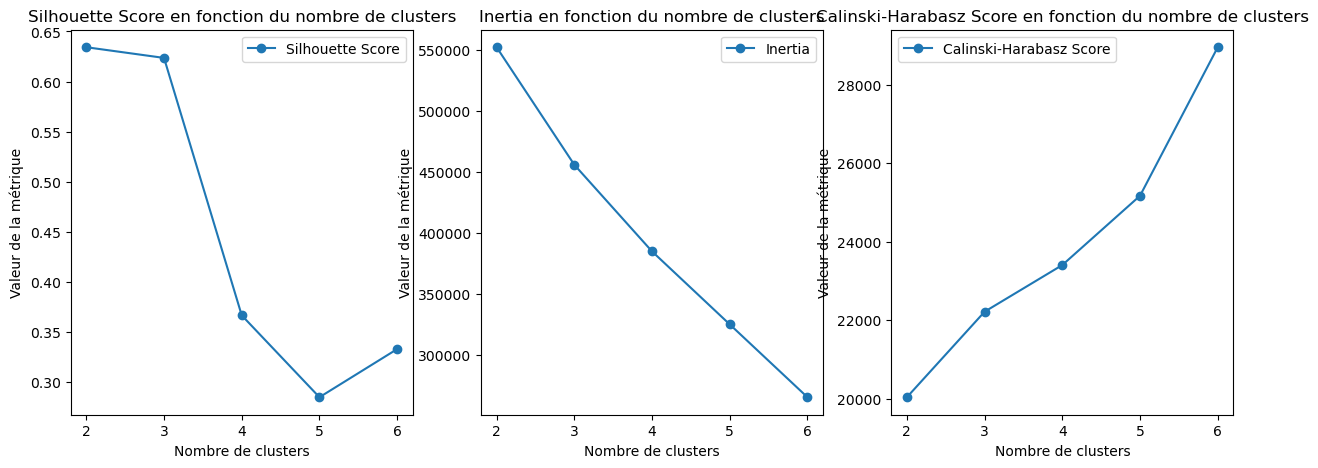 Silhouette Score en fonction du nombre de clusters
Silhouette Score
Valeur de la métrique
0.65
0.60
0.55
0.50
0.45
0.40
0.35
0.30
2 3 4 5 6
Nombre de clusters
Inertia en fonction du nombre de clusters
Inertia
Valeur de la métrique
550000
500000
450000
400000
350000
300000
2 3 4 5 6
Nombre de clusters
Calinski-Harabasz Score en fonction du nombre de clusters
Calinski-Harabasz Score
Valeur de la métrique
28000
26000
24000
22000
20000
2 3 4 5 6
Nombre de clusters